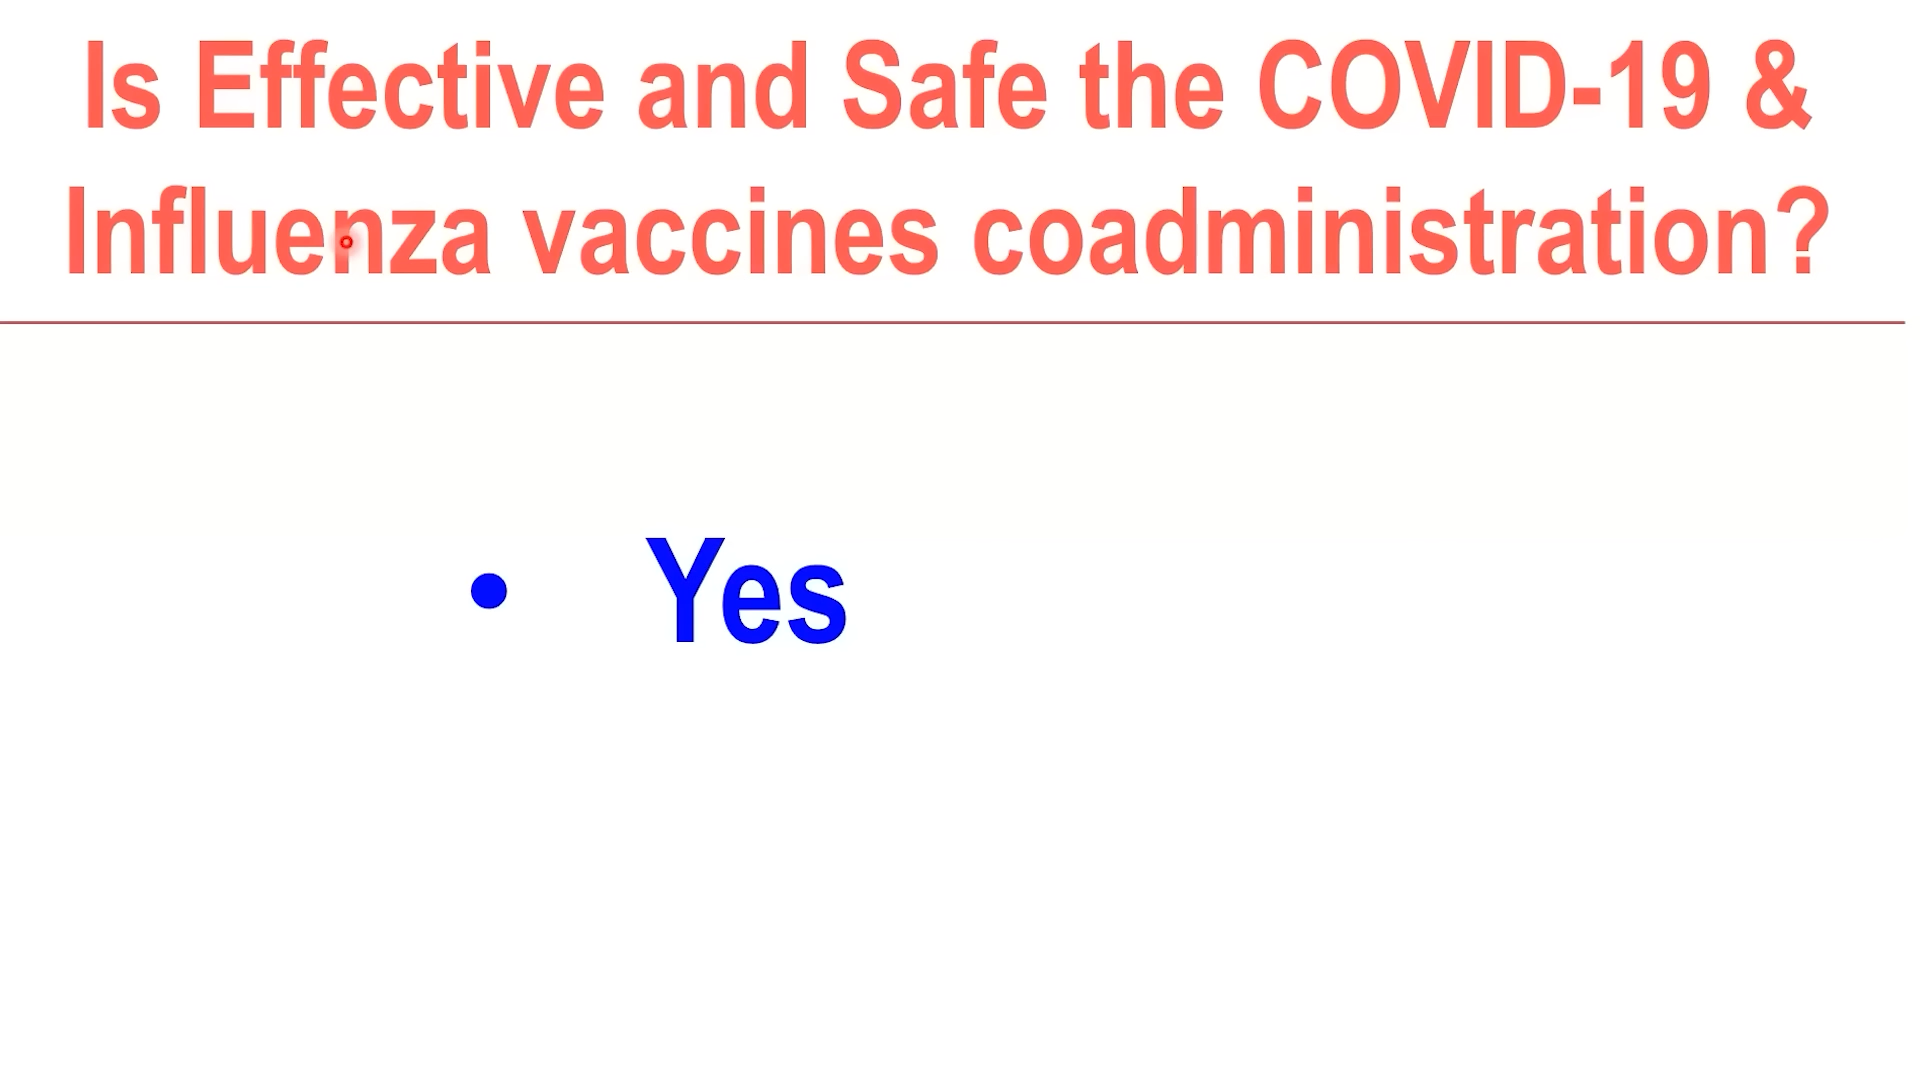 Is Effective and Safe the COVID-19 &
Influenza vaccines coadministration?
• Yes